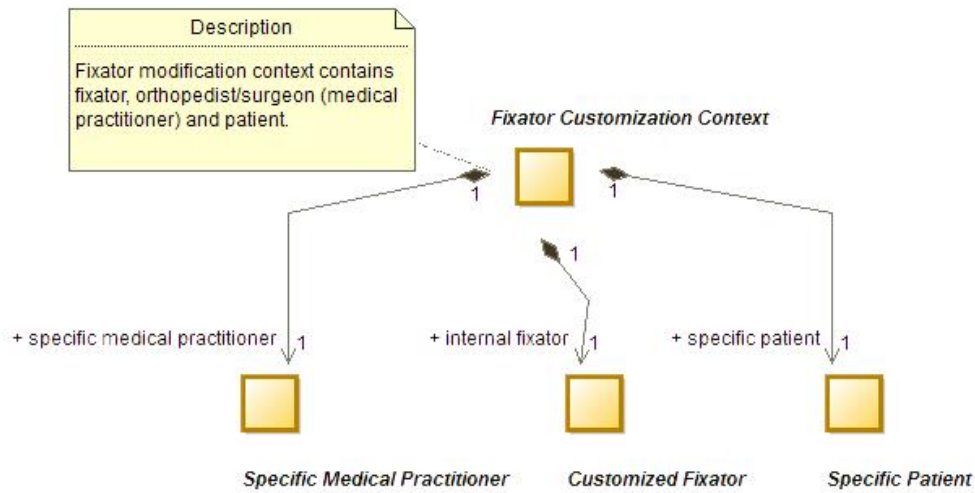 Description
Fixator modification context contains
fixator, orthopedist/surgeon (medical
practitioner) and patient.
Fixator Customization Context
1
1
1
+ specific medical practitioner
1
+ internal fixator
1
+ specific patient
1
Specific Medical Practitioner
Customized Fixator
Specific Patient